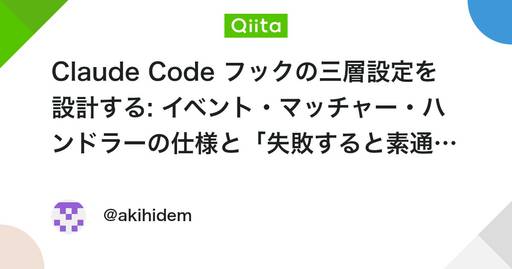 Qiita
Claude Code フックの三層設定を
設計する: イベント・マッチャー・ハ
ンドラーの仕様と「失敗すると素通…
@akihidem